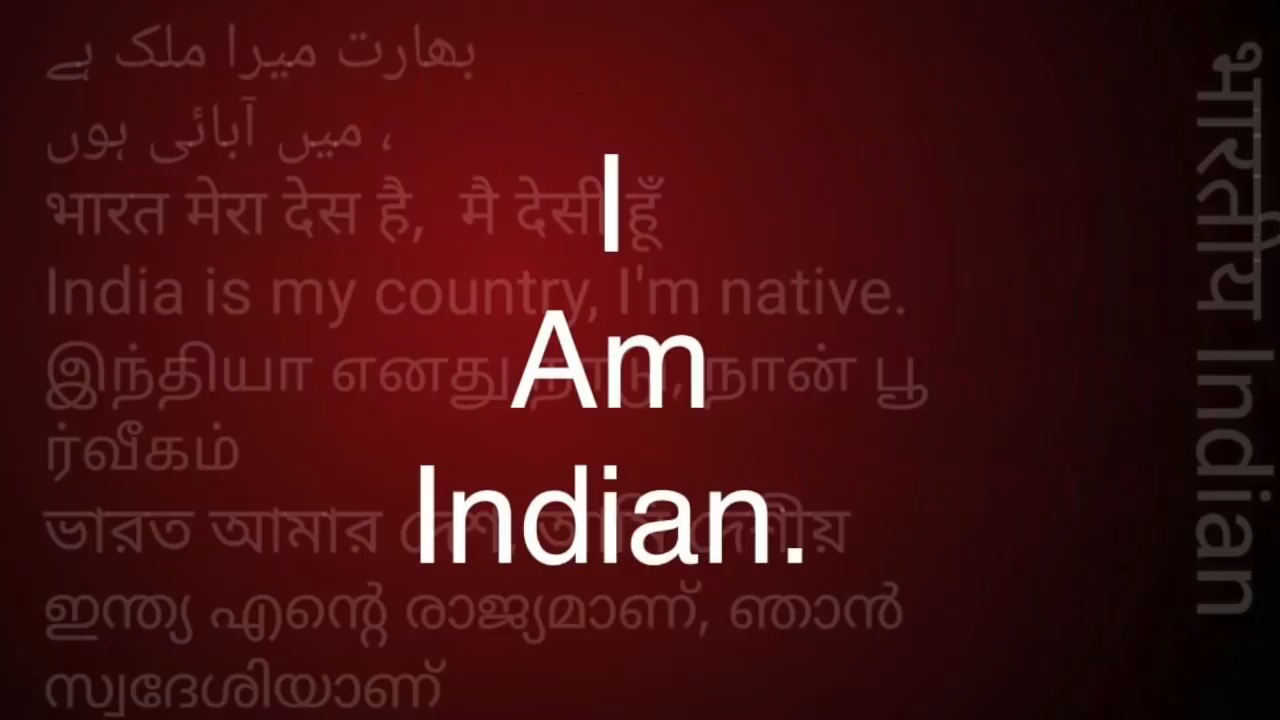 بھارت میرا ملک ہے
، میں آبائی ہوں
भारत मेरा देस है, मै देसी हूँ
India is my country, I'm native.
இந்தியா எனது நாடு, நான் பூ
ர்வீகம்
ভারত আমার দেশ, আমি দেশীয়
ഇന്ത്യ എന്റെ രാജ്യമാണ്, ഞാൻ
സ്വദേശിയാണ്
I
Am
Indian.
भारतीय Indian